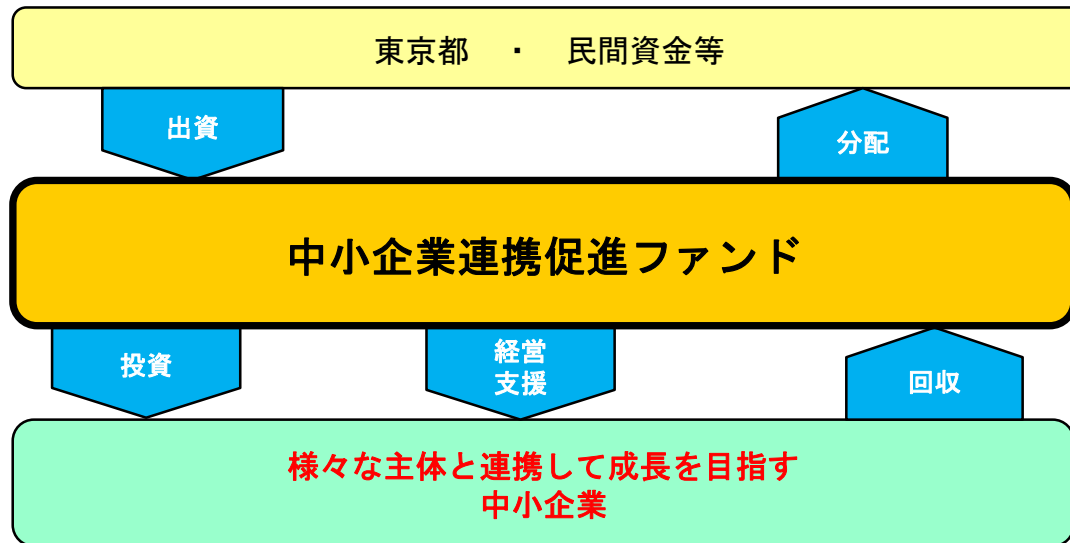 東京都　・　民間資金等
出資
分配
中小企業連携促進ファンド
投資
経営
支援
回収
様々な主体と連携して成長を目指す
中小企業